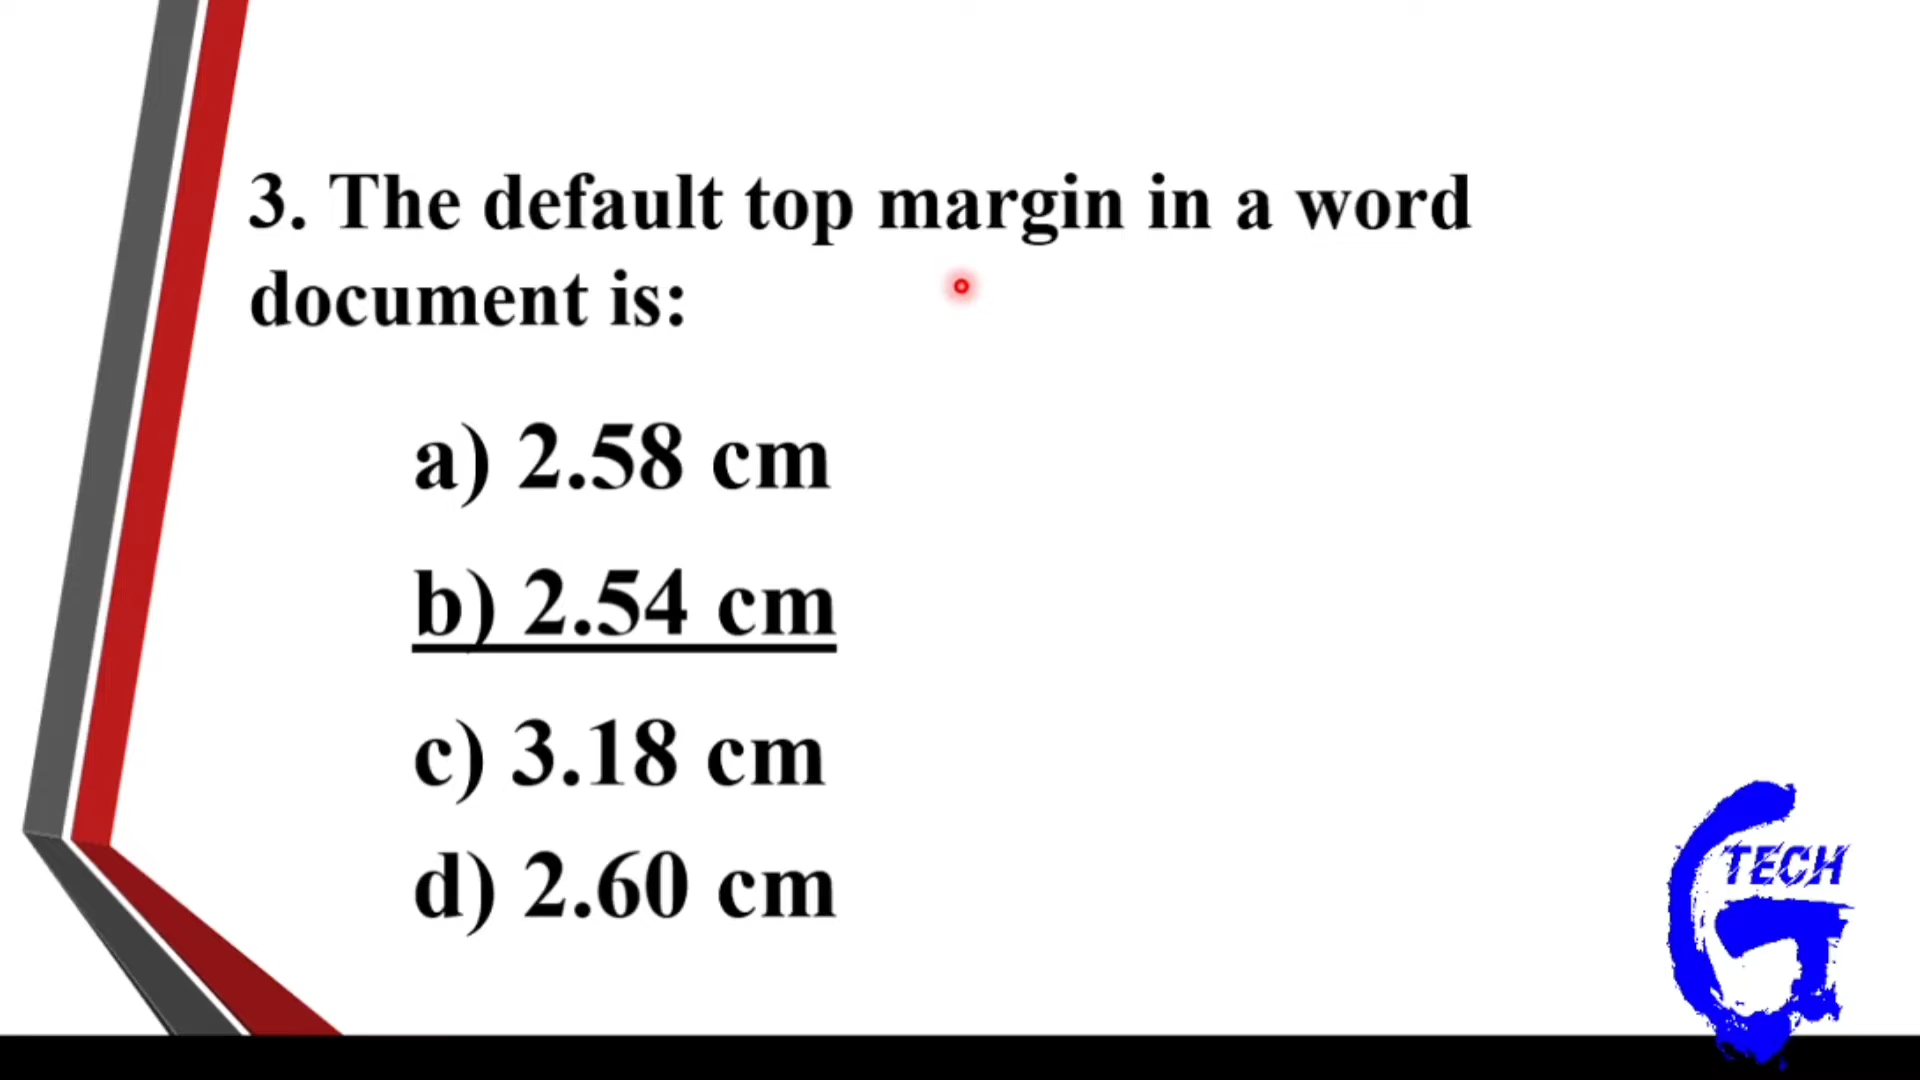 3. The default top margin in a word
document is:
a) 2.58 cm
b) 2.54 cm
c) 3.18 cm
d) 2.60 cm
TECH
G